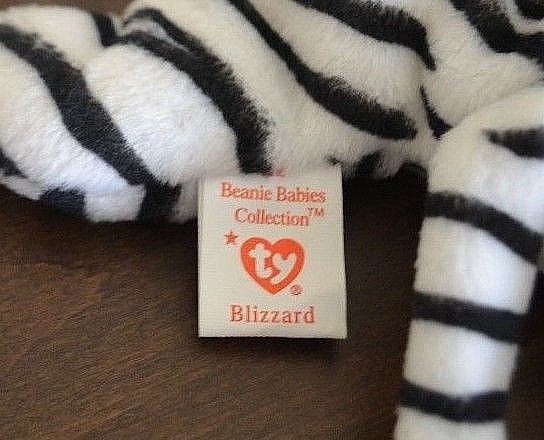 Beanie Babies
Collection™
ty®
Blizzard